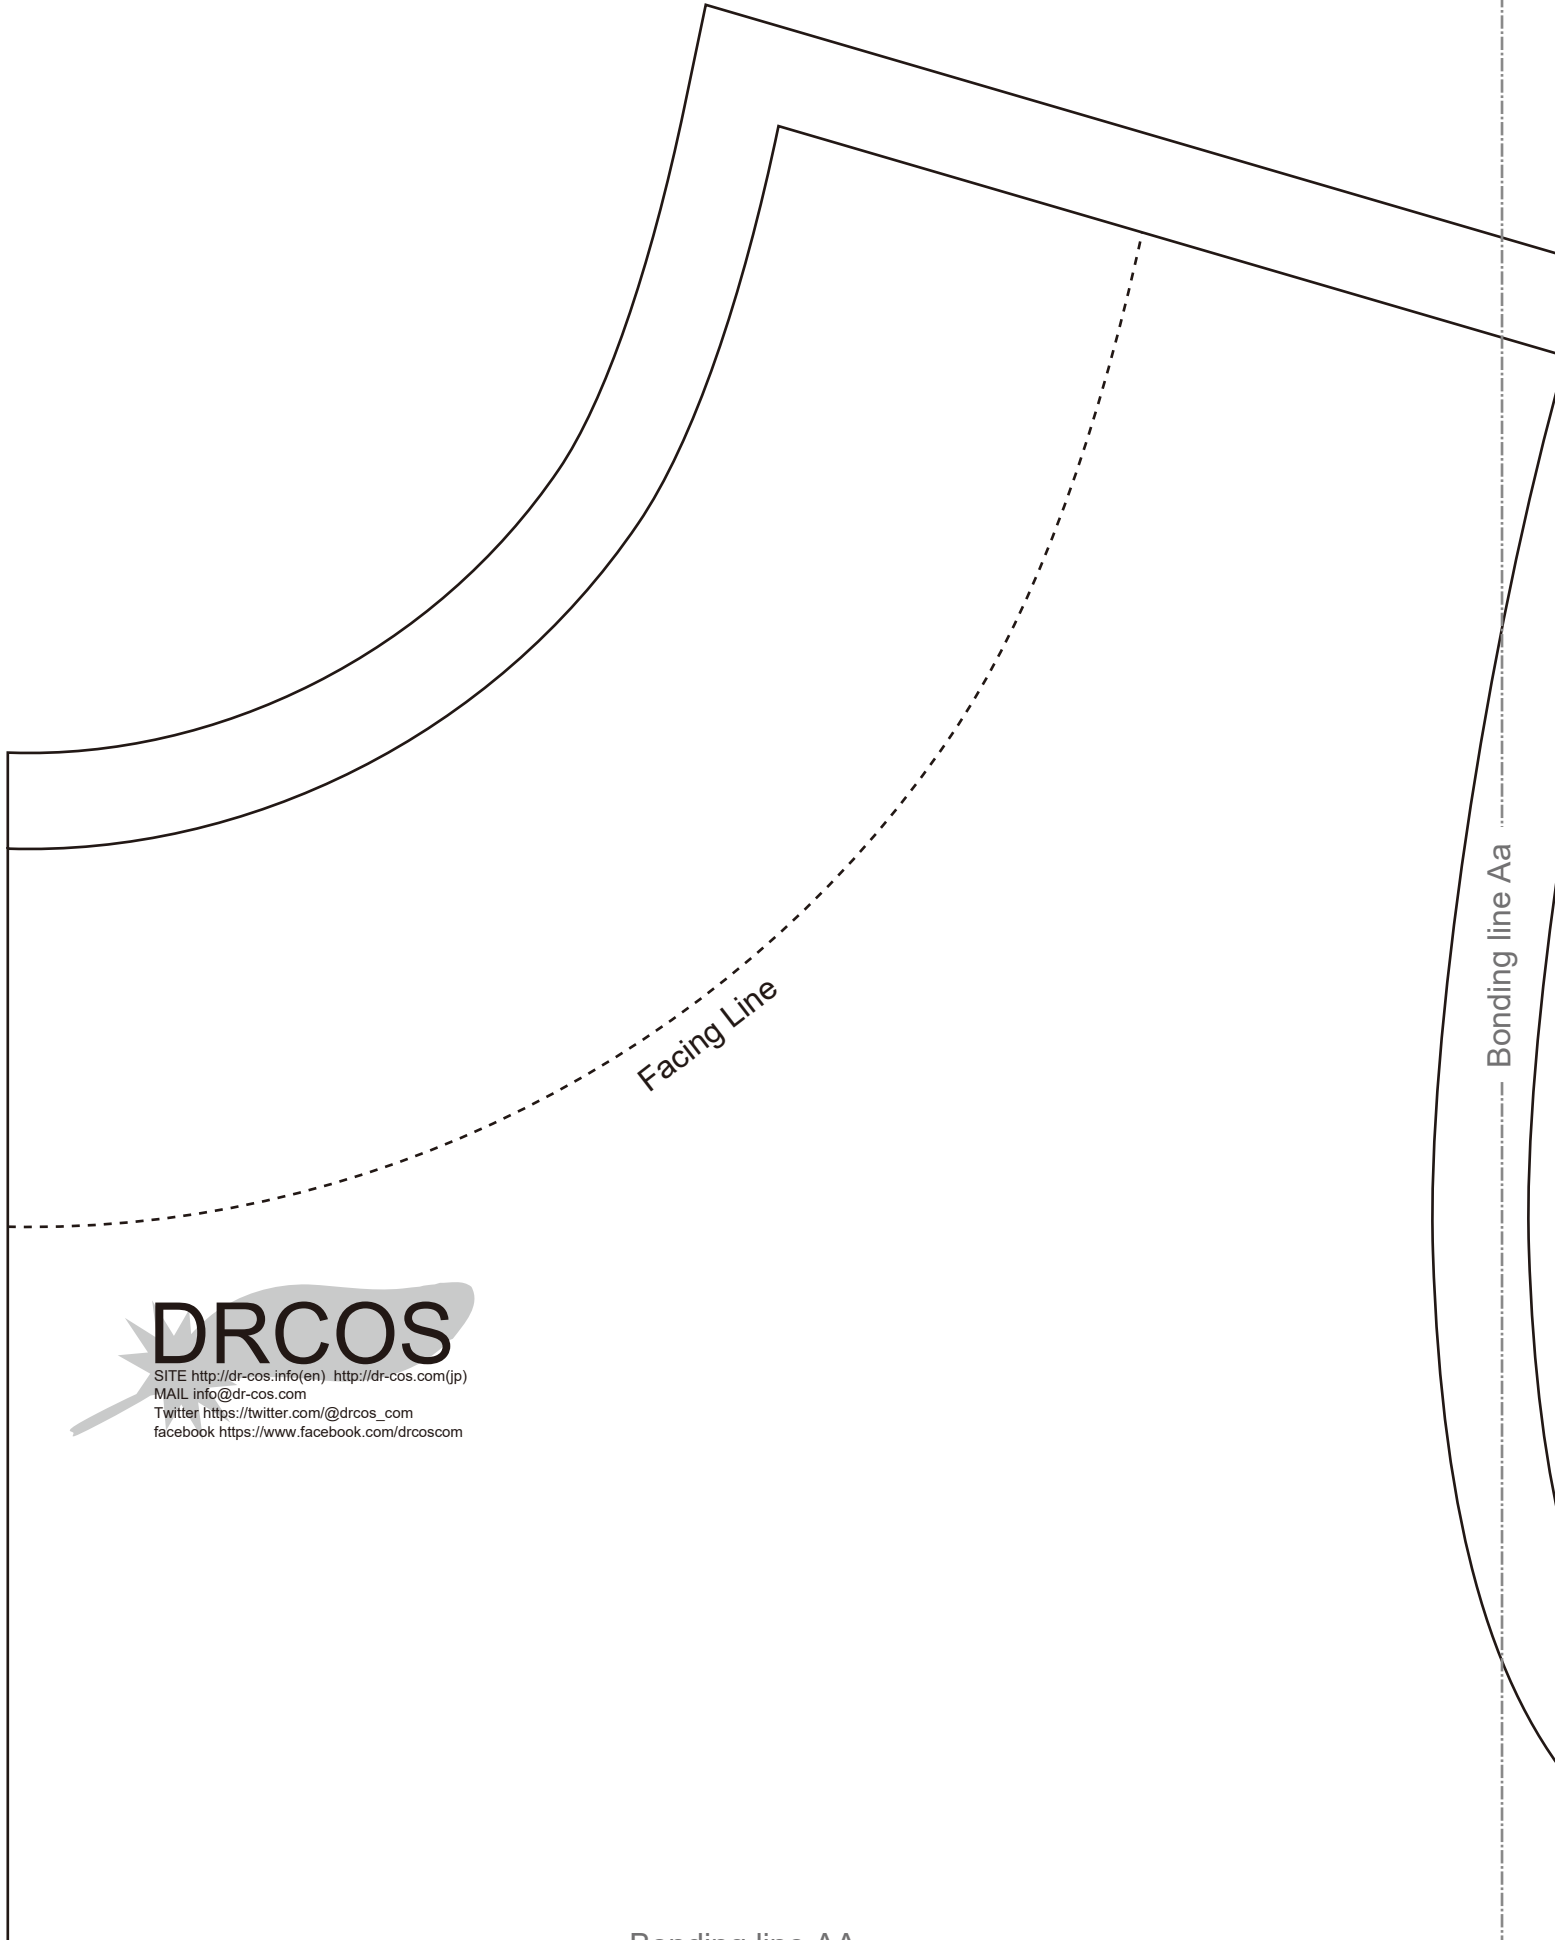 Bonding line Aa
Facing Line
DRCOS
SITE http://dr-cos.info(en)  http://dr-cos.com(jp)
MAIL info@dr-cos.com
Twitter https://twitter.com/@drcos_com
facebook https://www.facebook.com/drcoscom
Bonding line AA